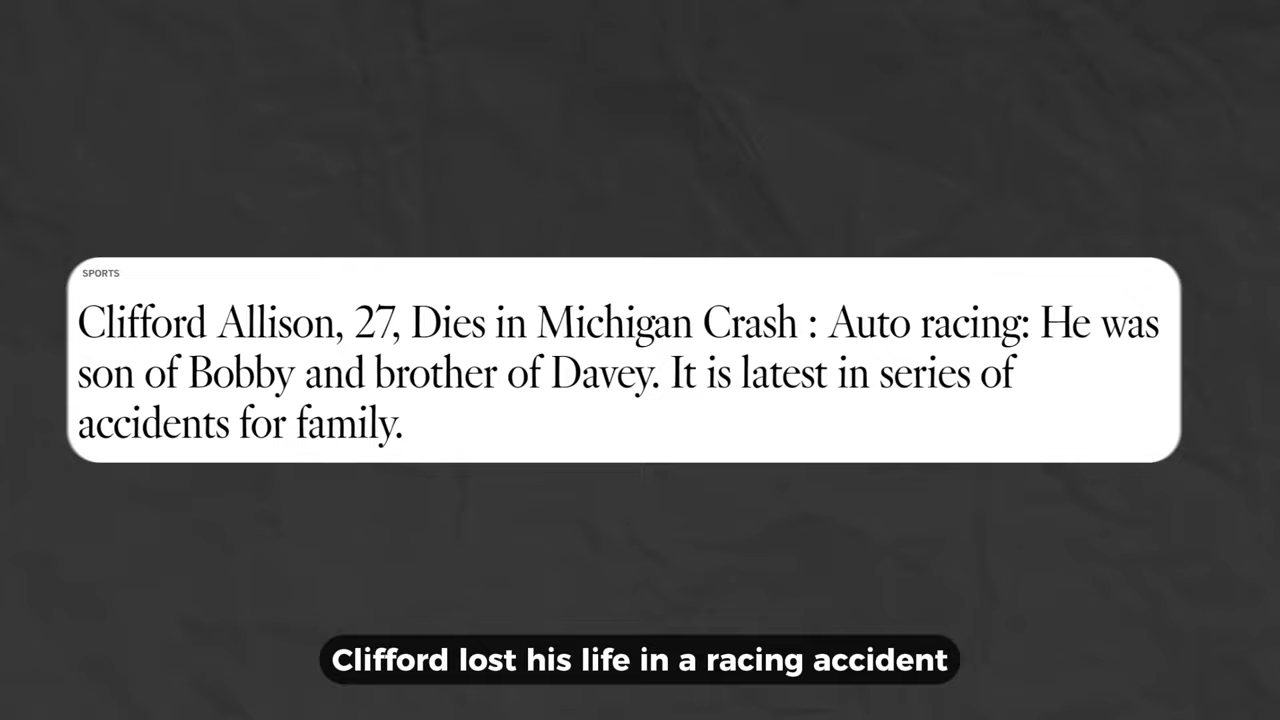 SPORTS
Clifford Allison, 27, Dies in Michigan Crash : Auto racing: He was
son of Bobby and brother of Davey. It is latest in series of
accidents for family.
Clifford lost his life in a racing accident